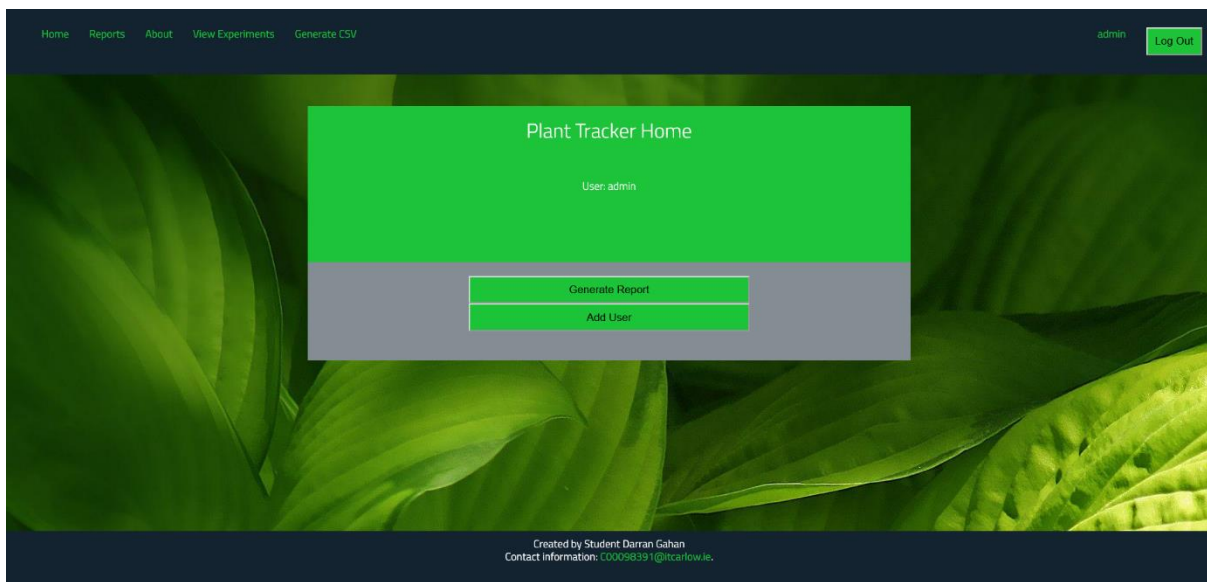 Home Reports About View Experiments Generate CSV admin Log Out
Plant Tracker Home
User: admin
Generate Report
Add User
Created by Student Darran Gahan
Contact information: C00098391@itcarlow.ie.